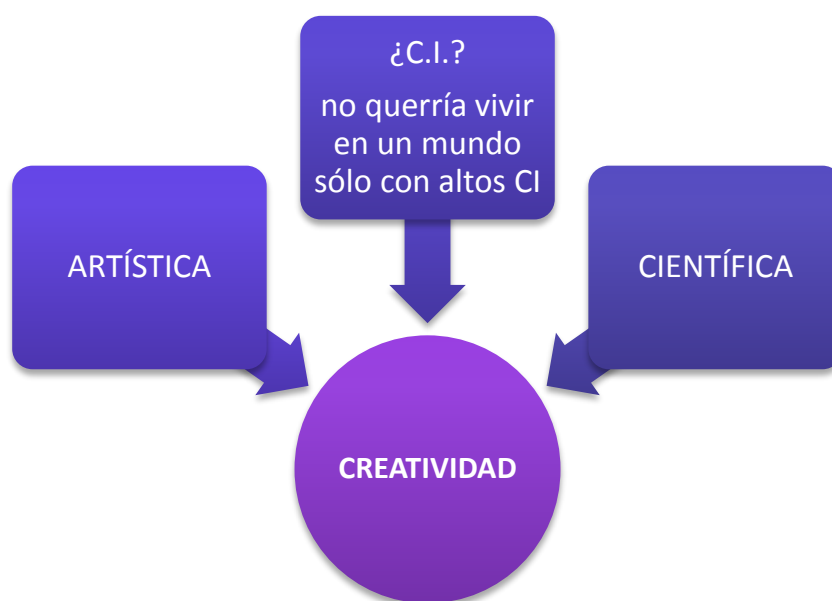 ¿C.I.?
no querría vivir
en un mundo
sólo con altos CI
ARTÍSTICA
CIENTÍFICA
CREATIVIDAD